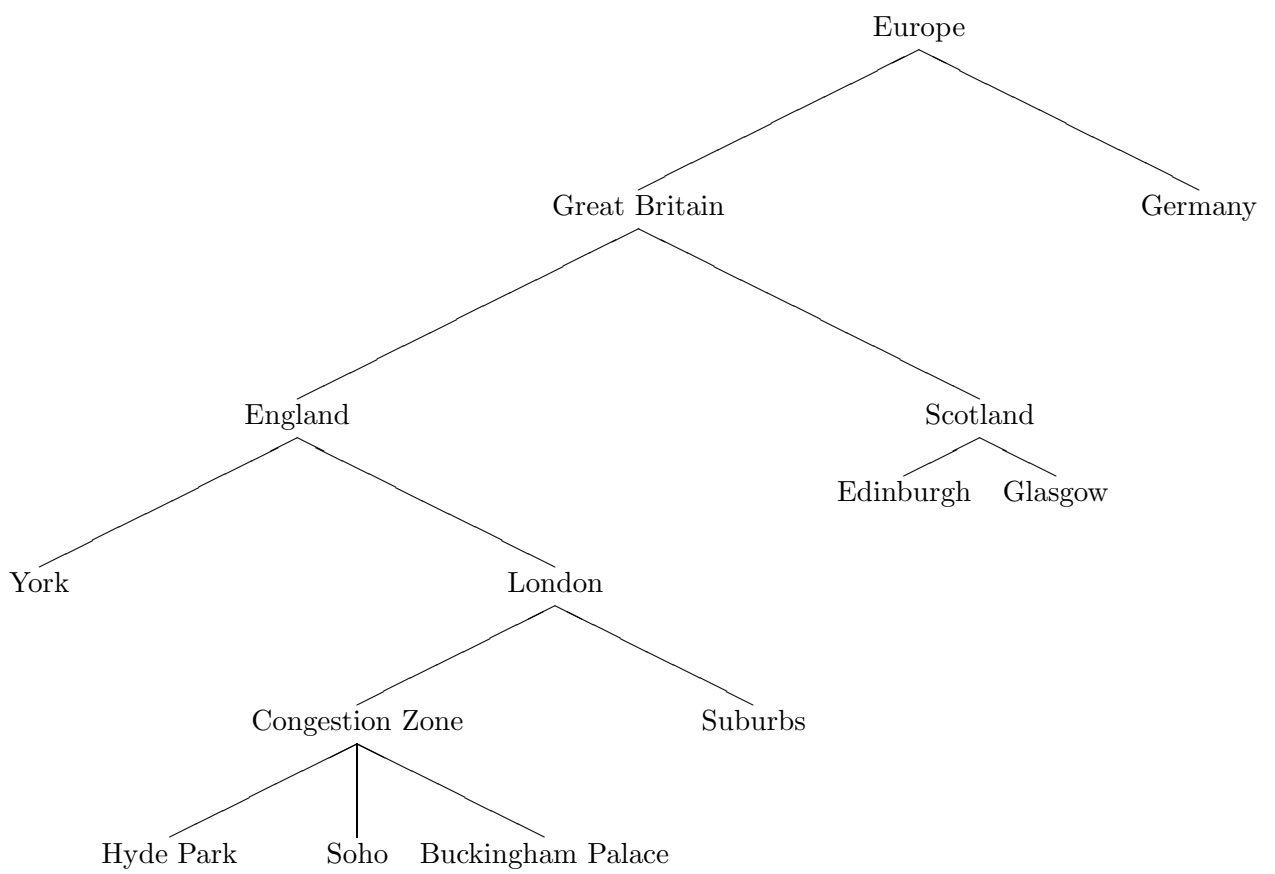 Europe
Great Britain
Germany
England
Scotland
Edinburgh
Glasgow
York
London
Congestion Zone
Suburbs
Hyde Park
Soho
Buckingham Palace